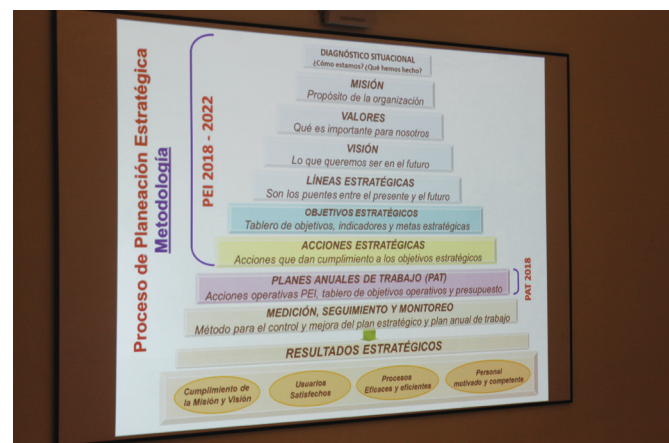 Proceso de Planeación Estratégica
Metodología
PEI 2018 - 2022
DIAGNÓSTICO SITUACIONAL
¿Cómo estamos? ¿Qué hemos hecho?
MISIÓN
Propósito de la organización
VALORES
Qué es importante para nosotros
VISIÓN
Lo que queremos ser en el futuro
LÍNEAS ESTRATÉGICAS
Son los puentes entre el presente y el futuro
OBJETIVOS ESTRATÉGICOS
Tablero de objetivos, indicadores y metas estratégicas
ACCIONES ESTRATÉGICAS
Acciones que dan cumplimiento a los objetivos estratégicos
PLANES ANUALES DE TRABAJO (PAT)
Acciones operativas PEI, tablero de objetivos operativos y presupuesto
PAT 2018
MEDICIÓN, SEGUIMIENTO Y MONITOREO
Método para el control y mejora del plan estratégico y plan anual de trabajo
RESULTADOS ESTRATÉGICOS
Cumplimiento de
la Misión y Visión
Usuarios
Satisfechos
Procesos
Eficaces y eficientes
Personal
motivado y competente